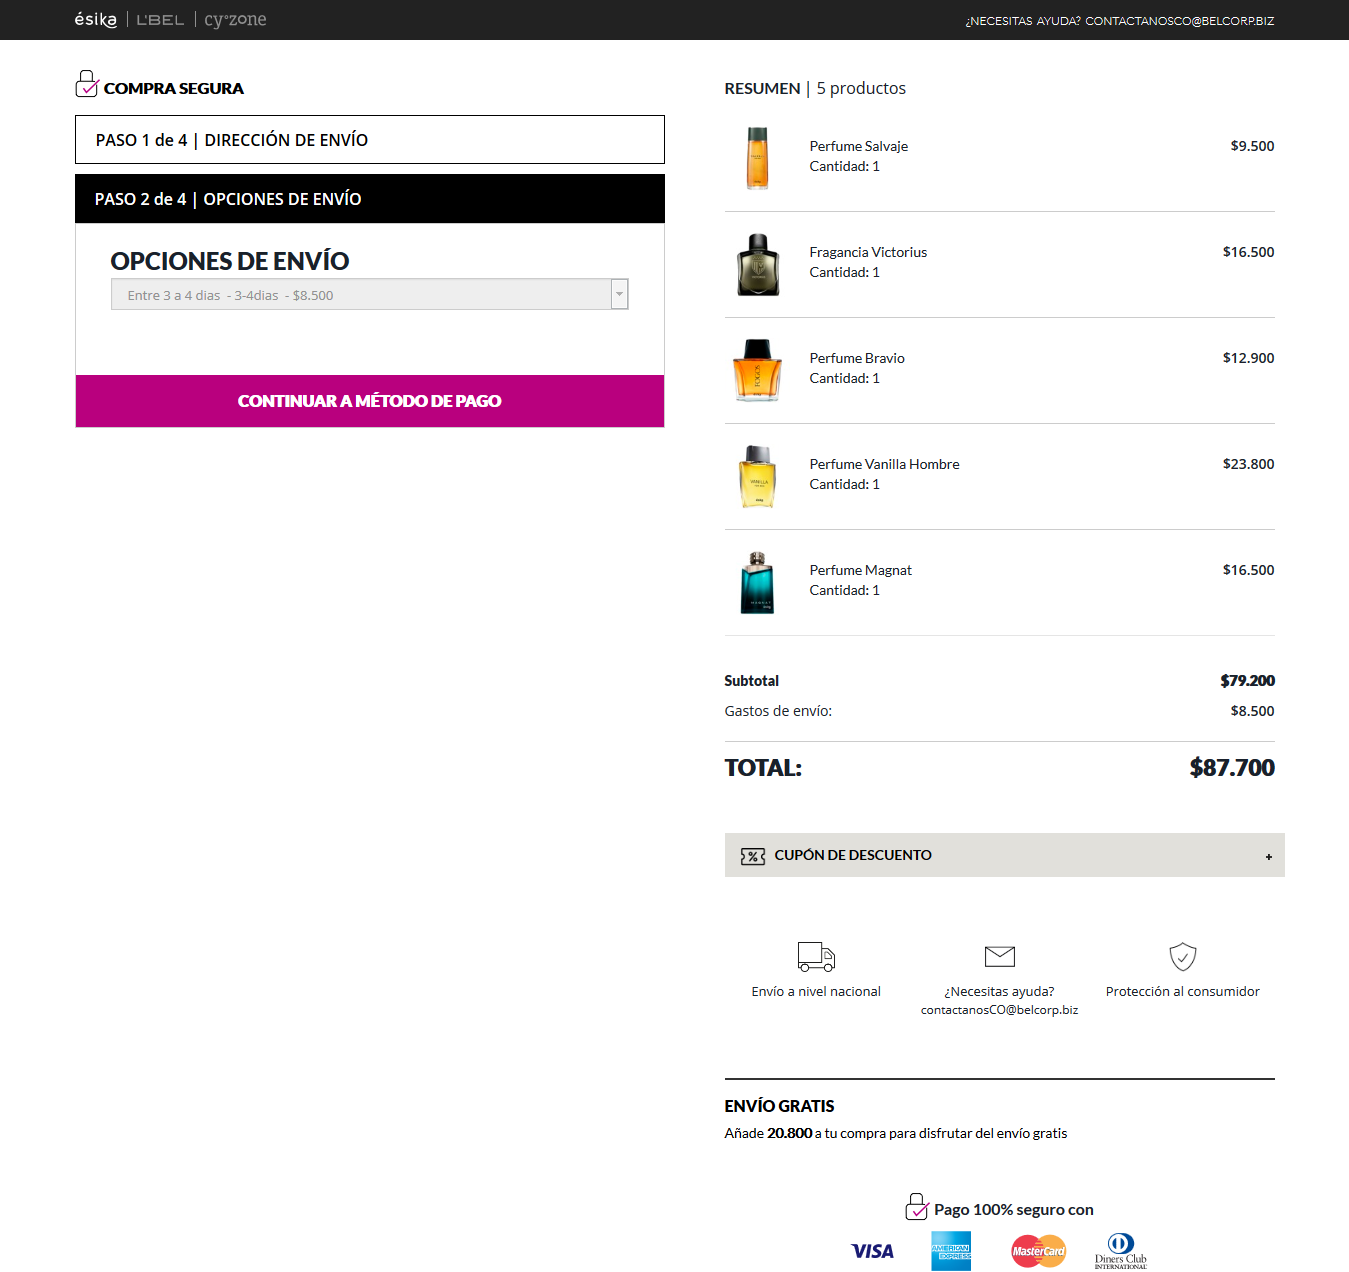 ésika | L'BEL | cy°zone
¿NECESITAS AYUDA? CONTACTANOSCO@BELCORP.BIZ
COMPRA SEGURA
PASO 1 de 4 | DIRECCIÓN DE ENVÍO
PASO 2 de 4 | OPCIONES DE ENVÍO
OPCIONES DE ENVÍO
Entre 3 a 4 dias - 3-4dias - $8.500
CONTINUAR A MÉTODO DE PAGO
RESUMEN | 5 productos
Perfume Salvaje $9.500
Cantidad: 1
Fragancia Victorius $16.500
Cantidad: 1
Perfume Bravio $12.900
Cantidad: 1
Perfume Vanilla Hombre $23.800
Cantidad: 1
VANILLA
Perfume Magnat $16.500
Cantidad: 1
MAGNAT
Subtotal $79.200
Gastos de envío: $8.500
TOTAL: $87.700
CUPÓN DE DESCUENTO +
Envío a nivel nacional
¿Necesitas ayuda?
contactanosCO@belcorp.biz
Protección al consumidor
ENVÍO GRATIS
Añade 20.800 a tu compra para disfrutar del envío gratis
Pago 100% seguro con
VISA
AMERICAN EXPRESS
MasterCard
Diners Club
INTERNATIONAL